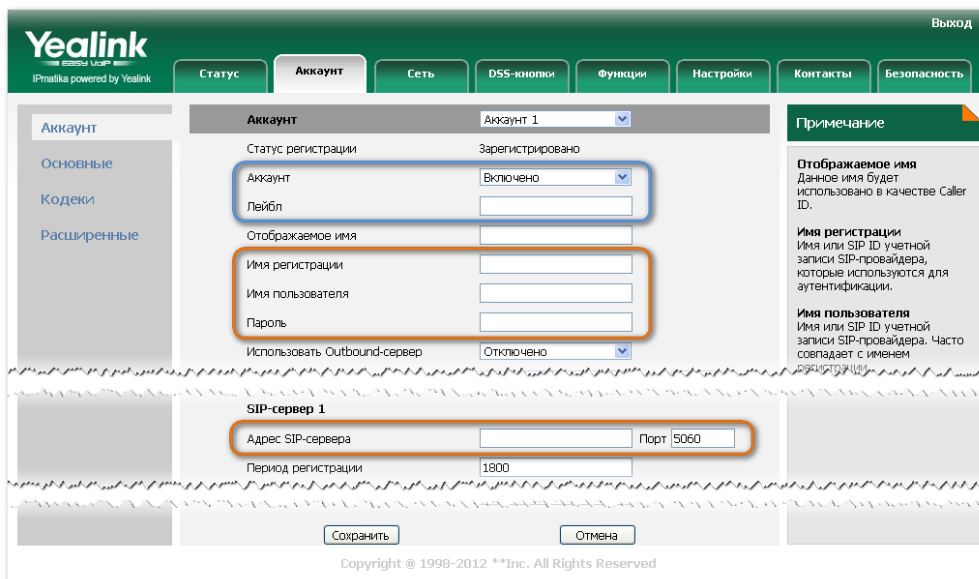 Выход
Yealink
EASY VoIP
IPmatika powered by Yealink
Статус
Аккаунт
Сеть
DSS-кнопки
Функции
Настройки
Контакты
Безопасность
Аккаунт
Основные
Кодеки
Расширенные
Аккаунт Аккаунт 1
Статус регистрации Зарегистрировано
Аккаунт Включено
Лейбл
Отображаемое имя
Имя регистрации
Имя пользователя
Пароль
Использовать Outbound-сервер Отключено
SIP-сервер 1
Адрес SIP-сервера Порт 5060
Период регистрации 1800
Сохранить Отмена
Примечание
Отображаемое имя
Данное имя будет
использовано в качестве Caller
ID.
Имя регистрации
Имя или SIP ID учетной
записи SIP-провайдера,
которые используются для
аутентификации.
Имя пользователя
Имя или SIP ID учетной
записи SIP-провайдера. Часто
совпадает с именем
регистрации.
Copyright @ 1998-2012 **Inc. All Rights Reserved